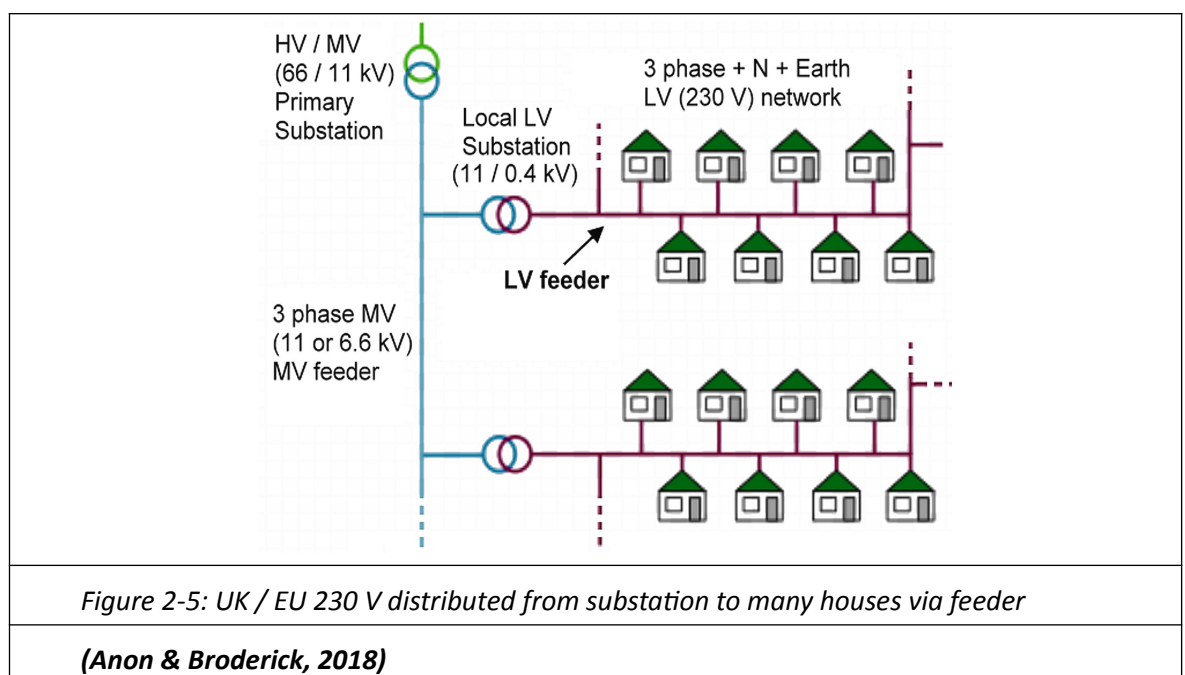 HV / MV
(66 / 11 kV)
Primary
Substation
3 phase + N + Earth
LV (230 V) network
Local LV
Substation
(11 / 0.4 kV)
LV feeder
3 phase MV
(11 or 6.6 kV)
MV feeder
Figure 2-5: UK / EU 230 V distributed from substation to many houses via feeder
(Anon & Broderick, 2018)